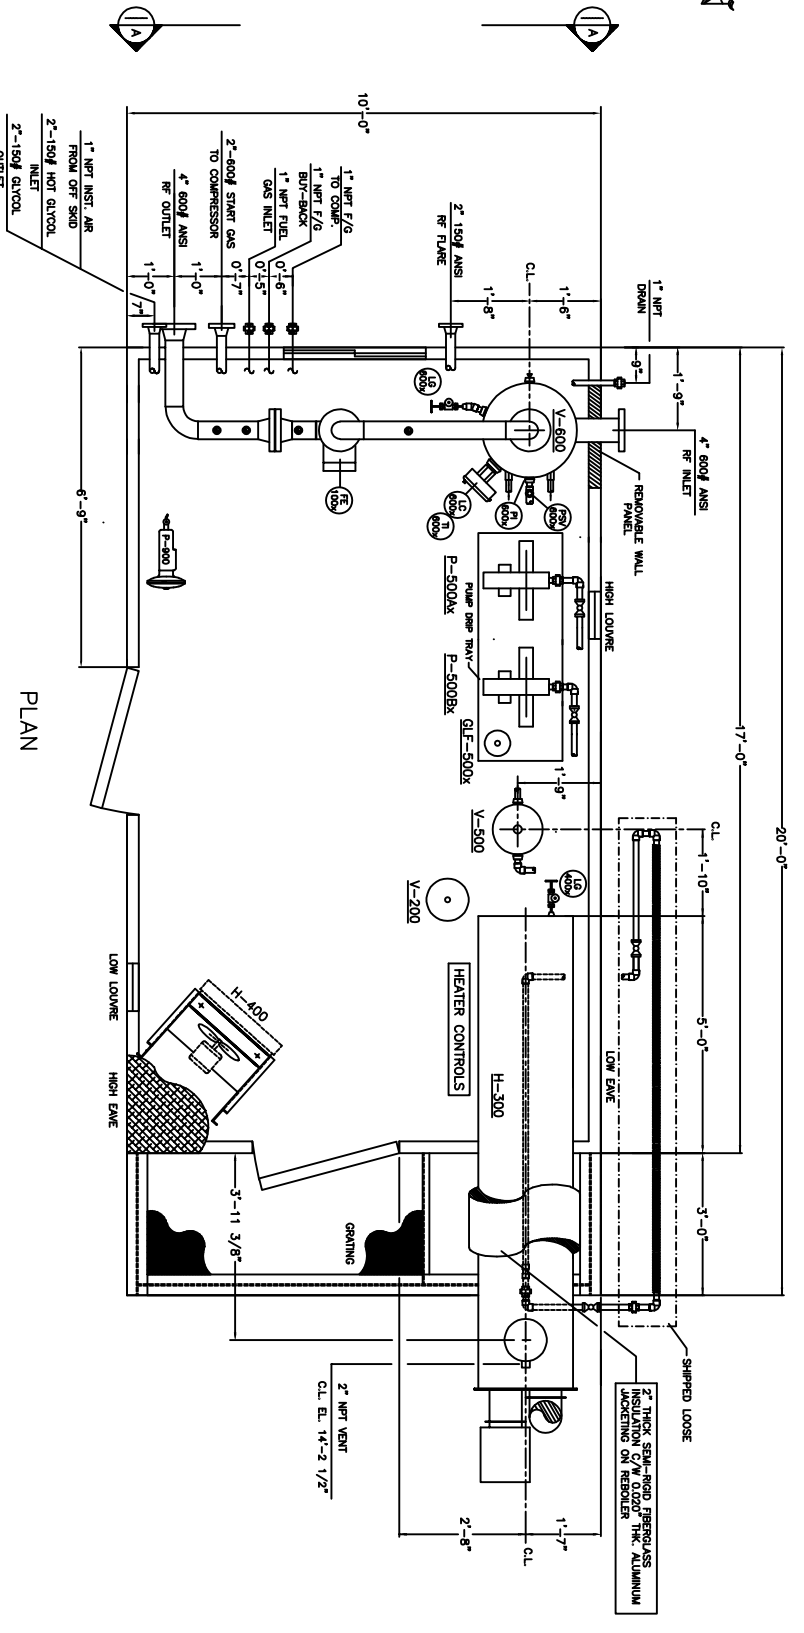 A
A
10'-0"
1" NPT INST. AIR
FROM OFF SKID
2"-150# HOT GLYCOL
INLET
2"-150# GLYCOL
OUTLET
4" 600# ANSI
RF OUTLET
2"-600# START GAS
TO COMPRESSOR
1" NPT FUEL
GAS INLET
1" NPT F/G
BUY-BACK
1" NPT F/G
TO COMP.
2" 150# ANSI
RF FLARE
1" NPT
DRAIN
4" 600# ANSI
RF INLET
REMOVABLE WALL
PANEL
7"
1'-0"
1'-0"
0'-7"
0'-5"
0'-6"
1'-8"
C.L.
1'-6"
9"
1'-9"
6'-9"
17'-0"
20'-0"
V-600
LG
600x
LC
600x
TI
600x
PI
600x
PSV
600x
FE
100x
P-900
HIGH LOUVRE
P-500Ax
PUMP DRIP TRAY
P-500Bx
GLF-500x
1'-9"
V-500
C.L.
1'-10"
5'-0"
3'-0"
LG
400x
V-200
HEATER CONTROLS
H-300
LOW EAVE
LOW LOUVRE
H-400
HIGH EAVE
3'-11 3/8"
GRATING
SHIPPED LOOSE
2" THICK SEMI-RIGID FIBERGLASS
INSULATION C/W 0.020" THK. ALUMINUM
JACKETING ON REBOILER
2" NPT VENT
C.L. EL. 14'-2 1/2"
2'-8"
1'-7"
C.L.
PLAN